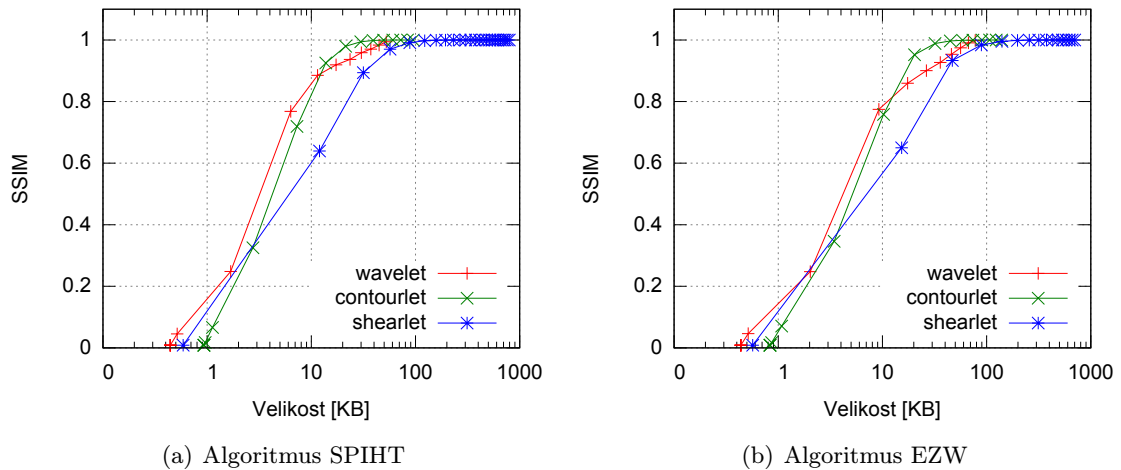 1
0.8
0.6
0.4
0.2
0
SSIM
wavelet
contourlet
shearlet
0 1 10 100 1000
Velikost [KB]
(a) Algoritmus SPIHT
1
0.8
0.6
0.4
0.2
0
SSIM
wavelet
contourlet
shearlet
0 1 10 100 1000
Velikost [KB]
(b) Algoritmus EZW